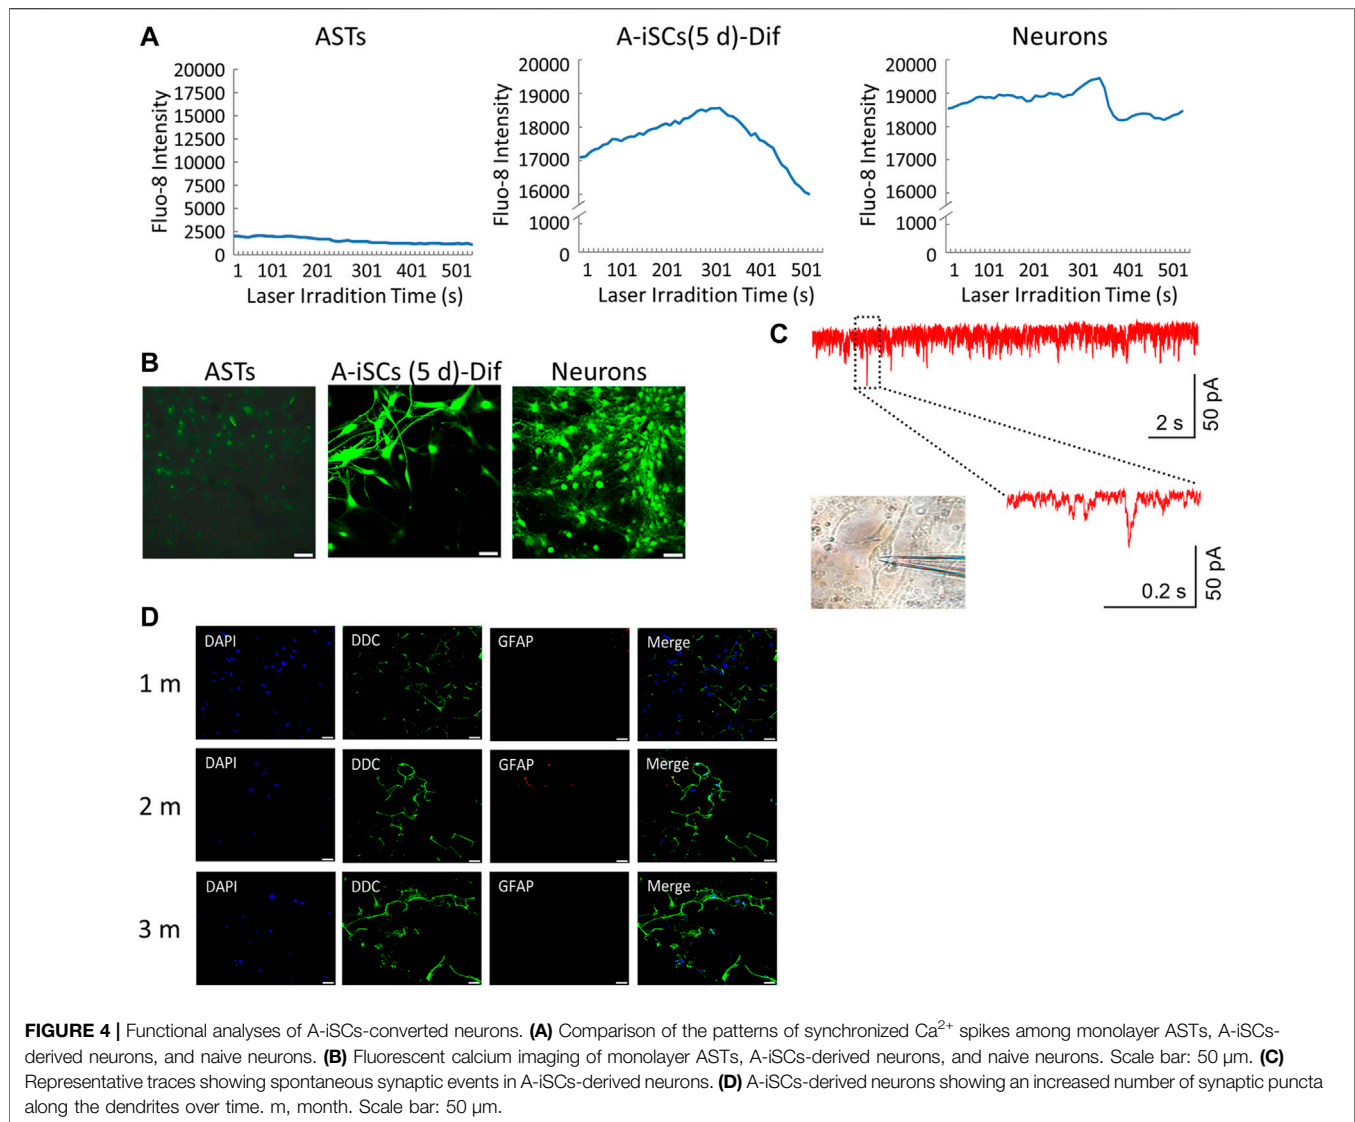 A
ASTs
A-iSCs(5 d)-Dif
Neurons
Fluo-8 Intensity
20000
17500
15000
12500
10000
7500
5000
2500
0
1 101 201 301 401 501
Laser Irradition Time (s)
Fluo-8 Intensity
20000
19000
18000
17000
16000
1000
0
1 101 201 301 401 501
Laser Irradition Time (s)
Fluo-8 Intensity
20000
19000
18000
17000
16000
1000
0
1 101 201 301 401 501
Laser Irradition Time (s)
B
ASTs
A-iSCs (5 d)-Dif
Neurons
C
2 s
50 pA
0.2 s
50 pA
D
1 m
DAPI
DDC
GFAP
Merge
2 m
DAPI
DDC
GFAP
Merge
3 m
DAPI
DDC
GFAP
Merge
FIGURE 4 | Functional analyses of A-iSCs-converted neurons. (A) Comparison of the patterns of synchronized Ca²⁺ spikes among monolayer ASTs, A-iSCs-
derived neurons, and naive neurons. (B) Fluorescent calcium imaging of monolayer ASTs, A-iSCs-derived neurons, and naive neurons. Scale bar: 50 µm. (C)
Representative traces showing spontaneous synaptic events in A-iSCs-derived neurons. (D) A-iSCs-derived neurons showing an increased number of synaptic puncta
along the dendrites over time. m, month. Scale bar: 50 µm.